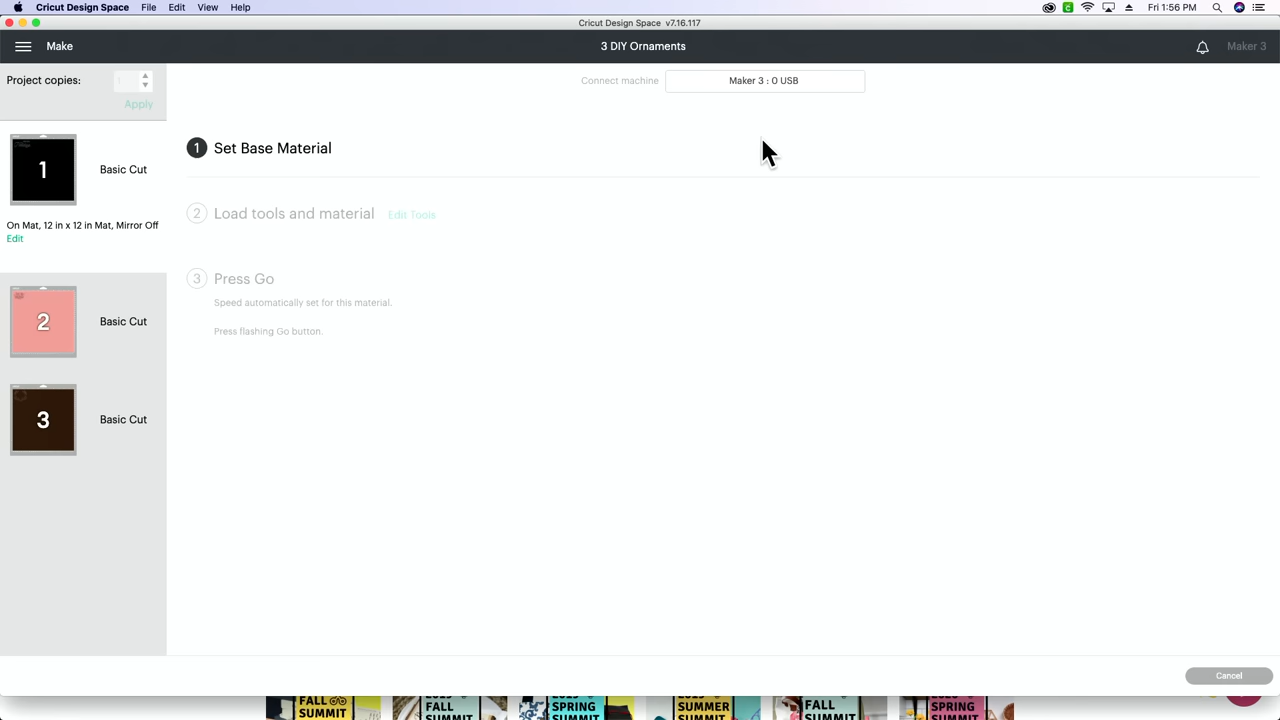 Cricut Design Space File Edit View Help Fri 1:56 PM
Cricut Design Space v7.16.117
Make 3 DIY Ornaments Maker 3
Project copies: 1
Apply
Connect machine Maker 3 : 0 USB
1 Basic Cut
On Mat, 12 in x 12 in Mat, Mirror Off
Edit
2 Basic Cut
3 Basic Cut
1 Set Base Material
2 Load tools and material Edit Tools
3 Press Go
Speed automatically set for this material.
Press flashing Go button.
Cancel
FALL SUMMIT
FALL SUMMIT
SPRING SUMMIT
SUMMER SUMMIT
FALL SUMMIT
SPRING SUMMIT